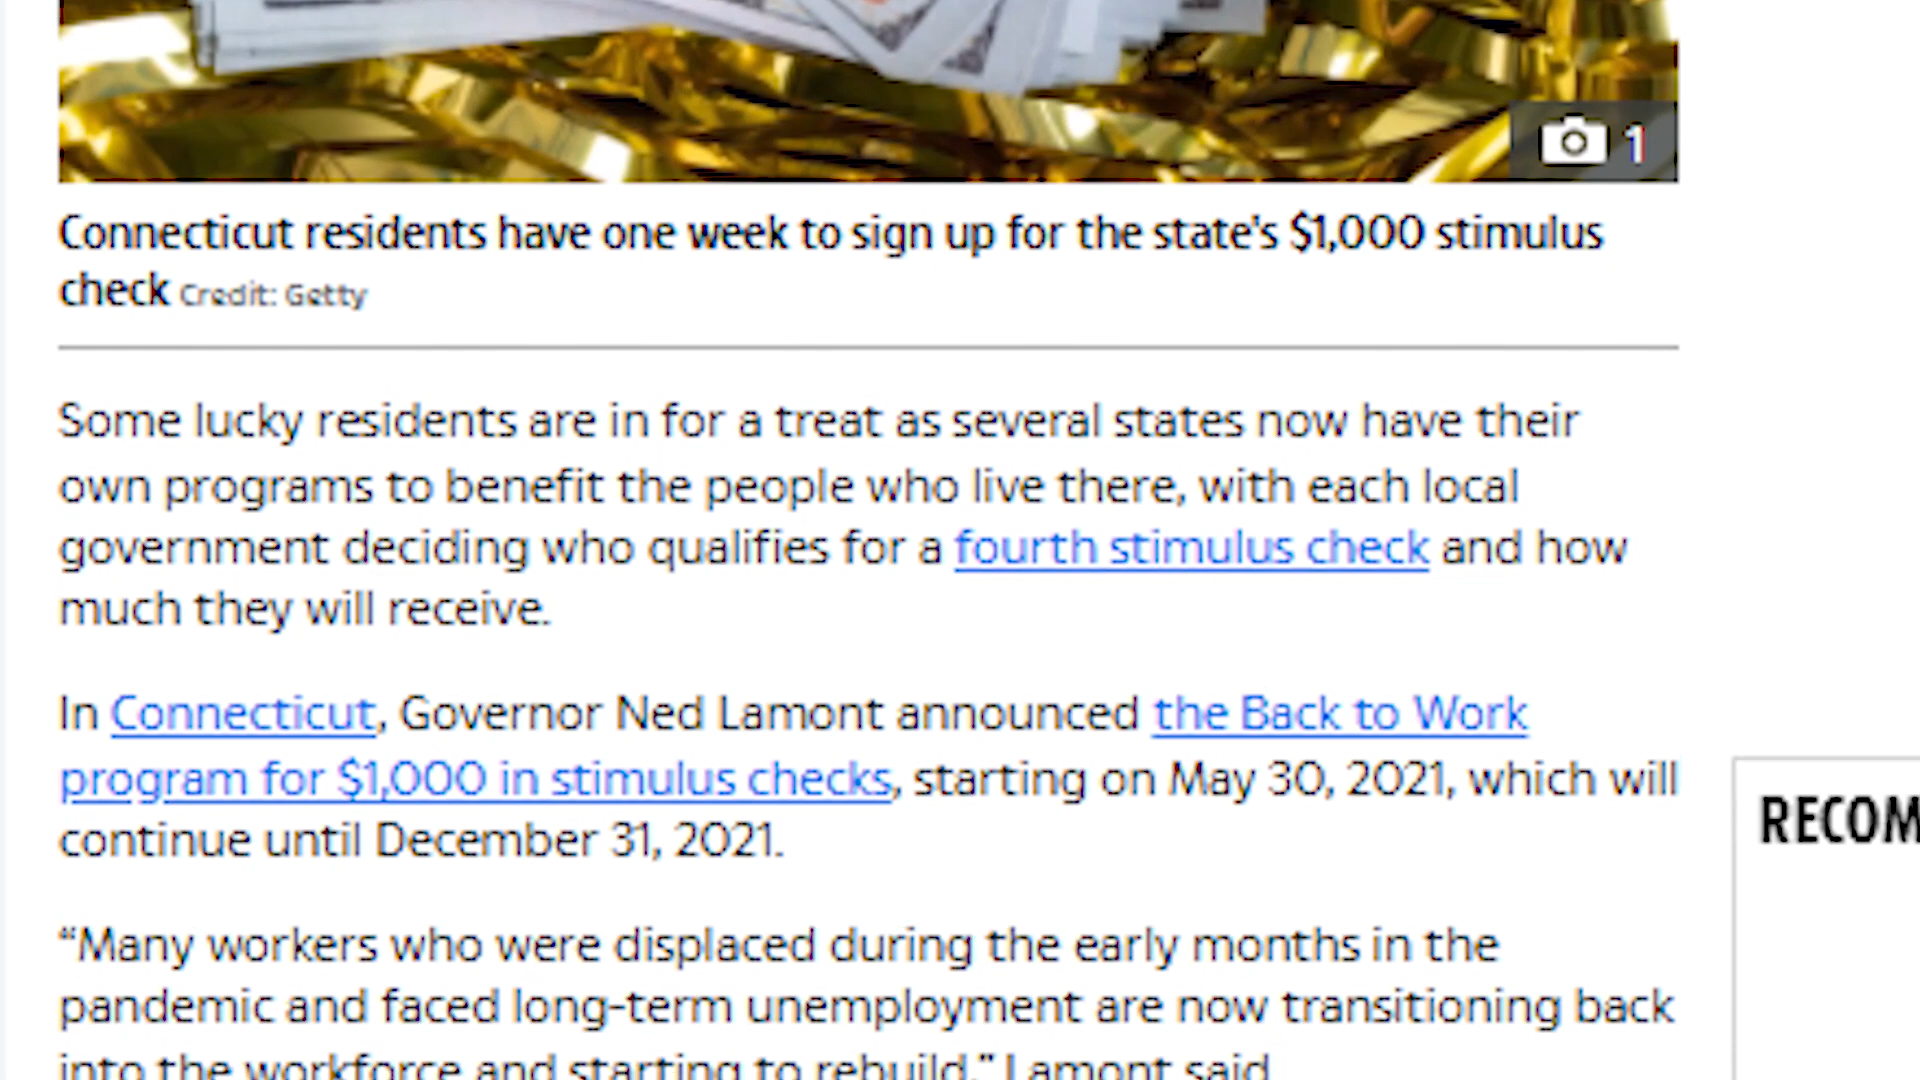 1
Connecticut residents have one week to sign up for the state's $1,000 stimulus
check Credit: Getty
Some lucky residents are in for a treat as several states now have their
own programs to benefit the people who live there, with each local
government deciding who qualifies for a fourth stimulus check and how
much they will receive.
In Connecticut, Governor Ned Lamont announced the Back to Work
program for $1,000 in stimulus checks, starting on May 30, 2021, which will
continue until December 31, 2021.
RECOM
“Many workers who were displaced during the early months in the
pandemic and faced long-term unemployment are now transitioning back
into the workforce and starting to rebuild,” Lamont said